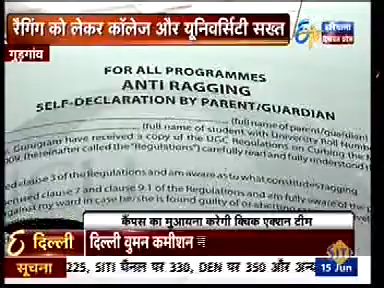 रैगिंग को लेकर कॉलेज और यूनिवर्सिटी सख्त
गुड़गांव
हरियाणा
FOR ALL PROGRAMMES
ANTI RAGGING
SELF-DECLARATION BY PARENT/GUARDIAN
(full name of parent/guardian)
(full name of student with University Roll Number
Gurugram have received a copy of the UGC Regulations on Curbing the
2009, (hereinafter called the "Regulations") carefully read and fully understood
clause 3 of the Regulations and am aware as to what constitutes ragging
clause 7 and 9.1 of the Regulations and am fully aware of the
against my ward in case he/she is found guilty of or
कैंपस का मुआयना करेगी क्विक एक्शन टीम
दिल्ली दिल्ली वुमन कमीशन
सूचना 225, SITI चैनल पर 330, DEN पर 350 और अन्य
SITI
15 Jun